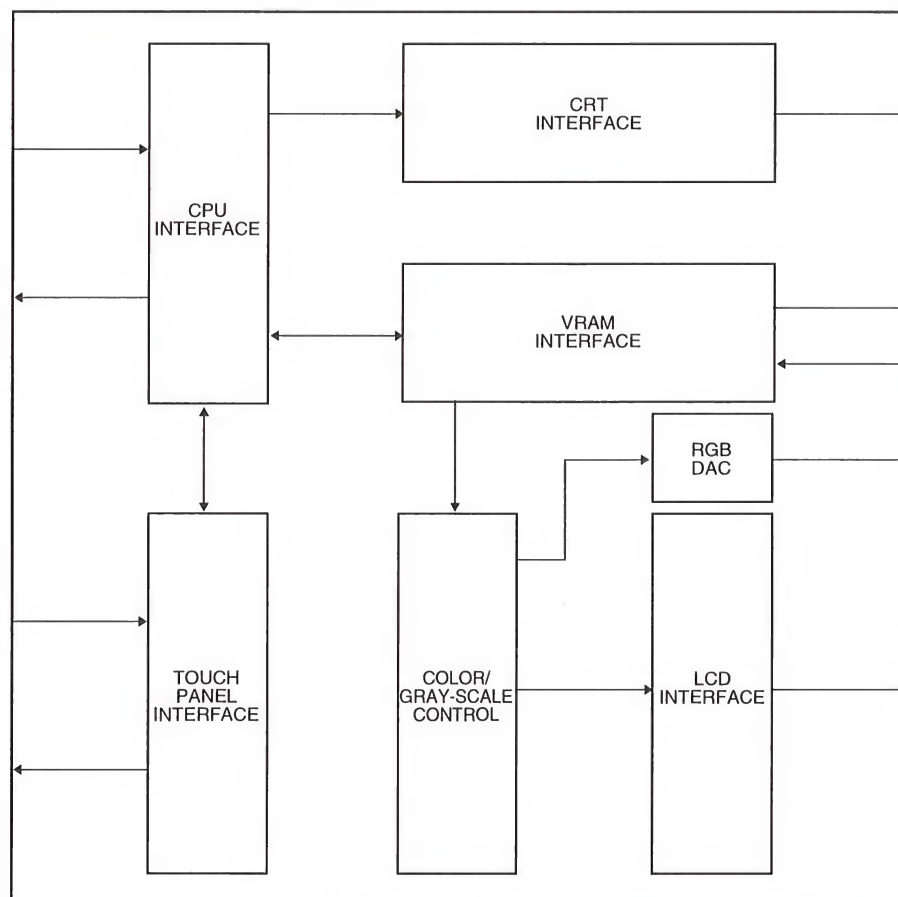 CRT
INTERFACE
CPU
INTERFACE
VRAM
INTERFACE
RGB
DAC
TOUCH
PANEL
INTERFACE
COLOR/
GRAY-SCALE
CONTROL
LCD
INTERFACE